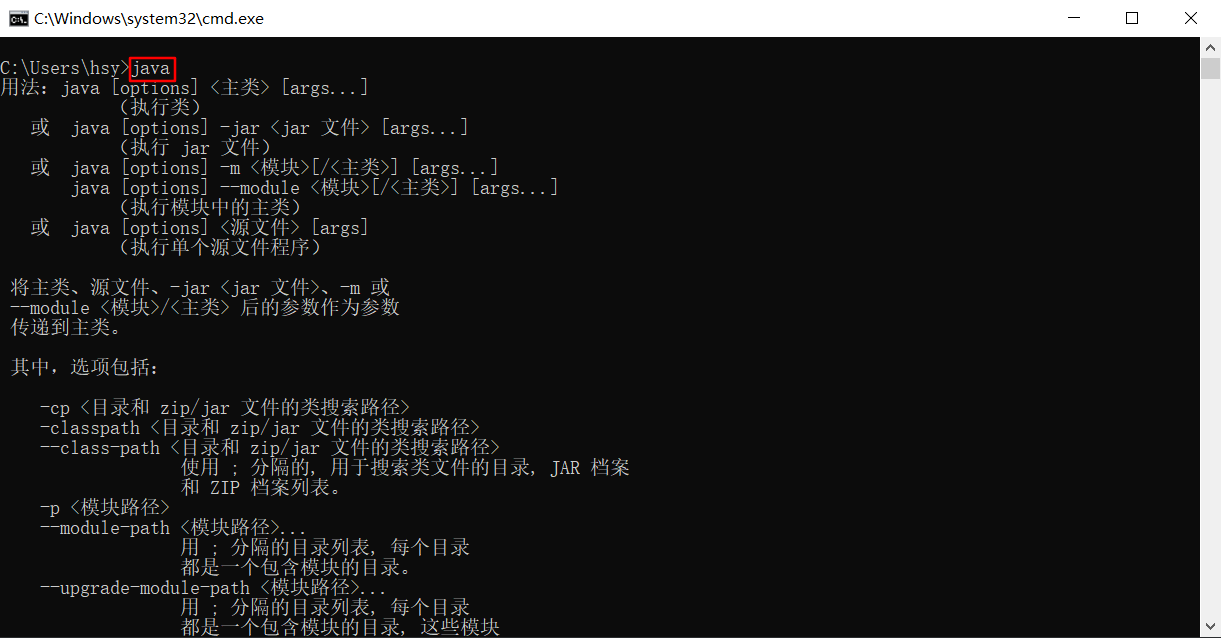 C:\Windows\system32\cmd.exe
C:\Users\hsy>java
用法：java [options] <主类> [args...]
（执行类）
或 java [options] -jar <jar 文件> [args...]
（执行 jar 文件）
或 java [options] -m <模块>[/<主类>] [args...]
java [options] --module <模块>[/<主类>] [args...]
（执行模块中的主类）
或 java [options] <源文件> [args]
（执行单个源文件程序）
将主类、源文件、-jar <jar 文件>、-m 或
--module <模块>/<主类> 后的参数作为参数
传递到主类。
其中，选项包括：
-cp <目录和 zip/jar 文件的类搜索路径>
-classpath <目录和 zip/jar 文件的类搜索路径>
--class-path <目录和 zip/jar 文件的类搜索路径>
使用 ; 分隔的, 用于搜索类文件的目录, JAR 档案
和 ZIP 档案列表。
-p <模块路径>
--module-path <模块路径>...
用 ; 分隔的目录列表, 每个目录
都是一个包含模块的目录。
--upgrade-module-path <模块路径>...
用 ; 分隔的目录列表, 每个目录
都是一个包含模块的目录, 这些模块